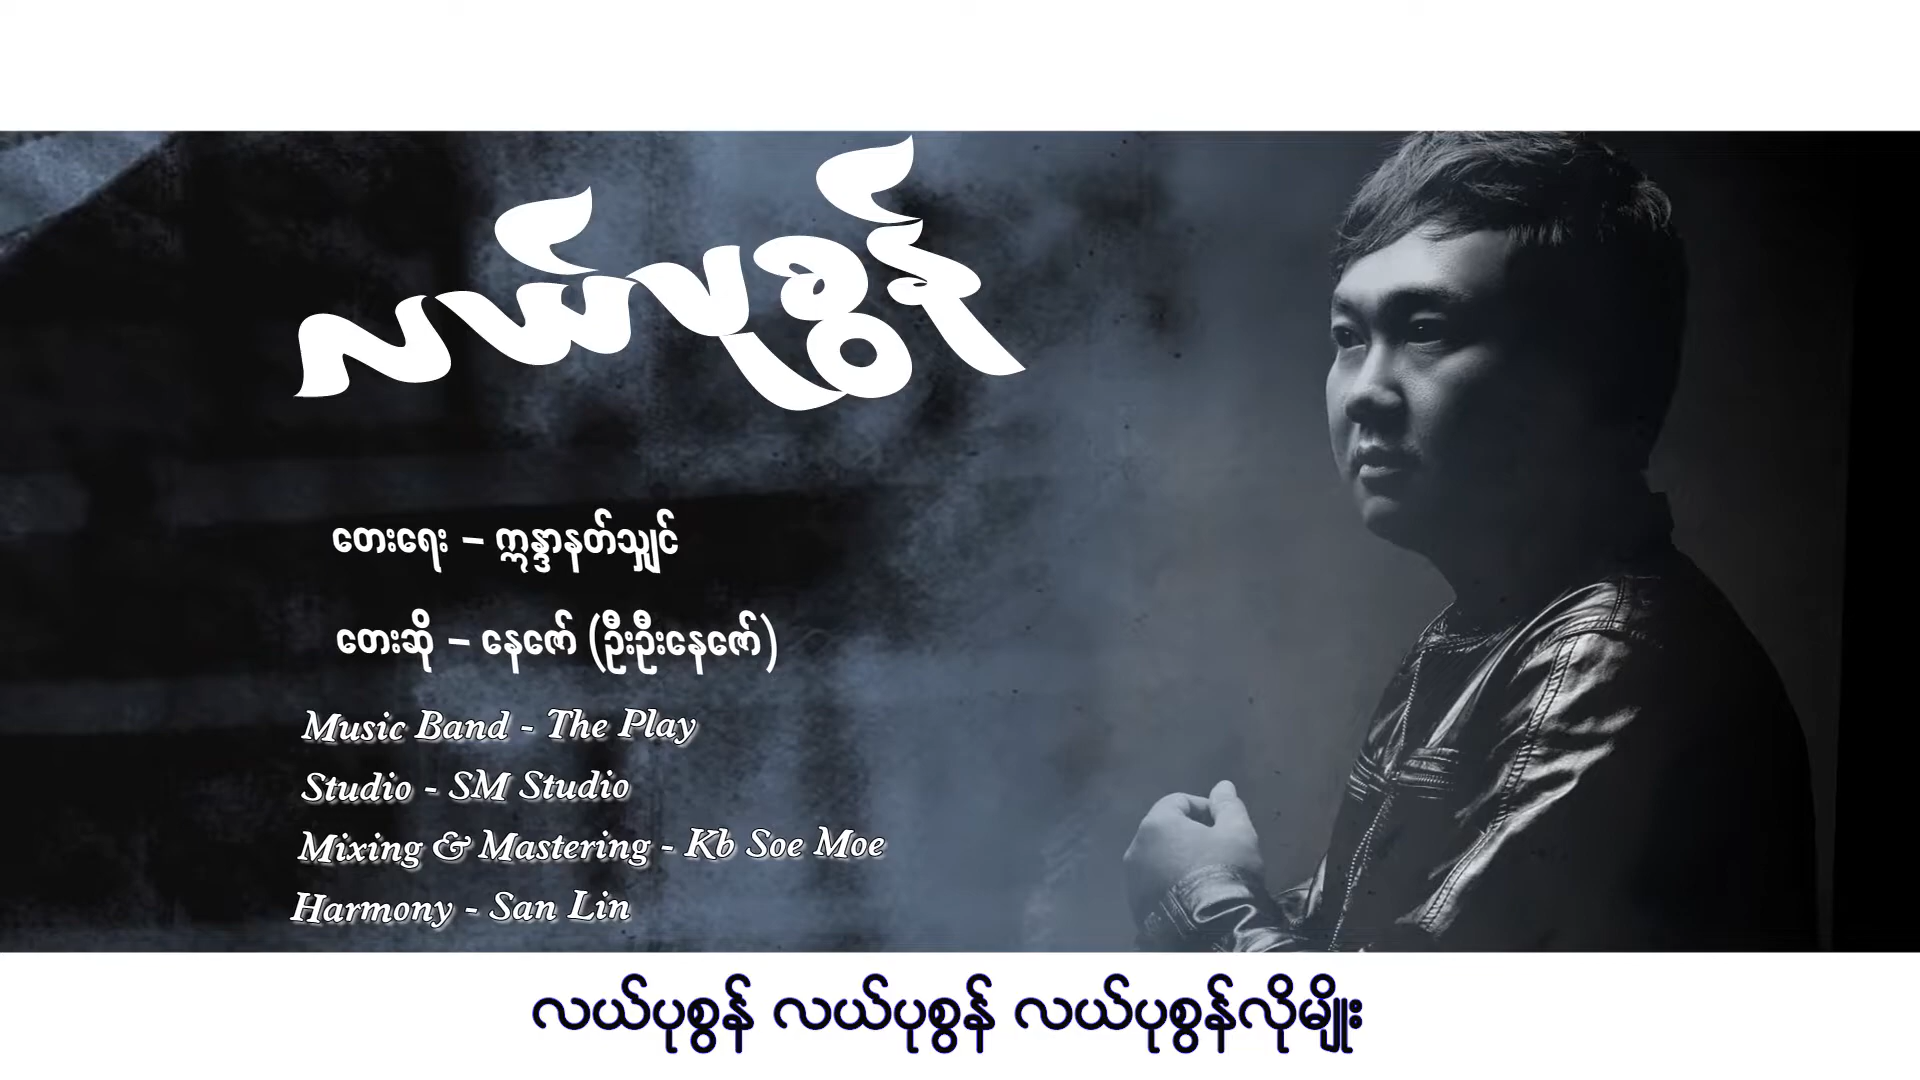 လယ်ပုစွန်
တေးရေး – ဣန္ဒာနတ်သျှင်
တေးဆို – နေဇော် (ဦးဦးနေဇော်)
Music Band - The Play
Studio - SM Studio
Mixing & Mastering - Kb Soe Moe
Harmony - San Lin
လယ်ပုစွန် လယ်ပုစွန် လယ်ပုစွန်လိုမျိုး